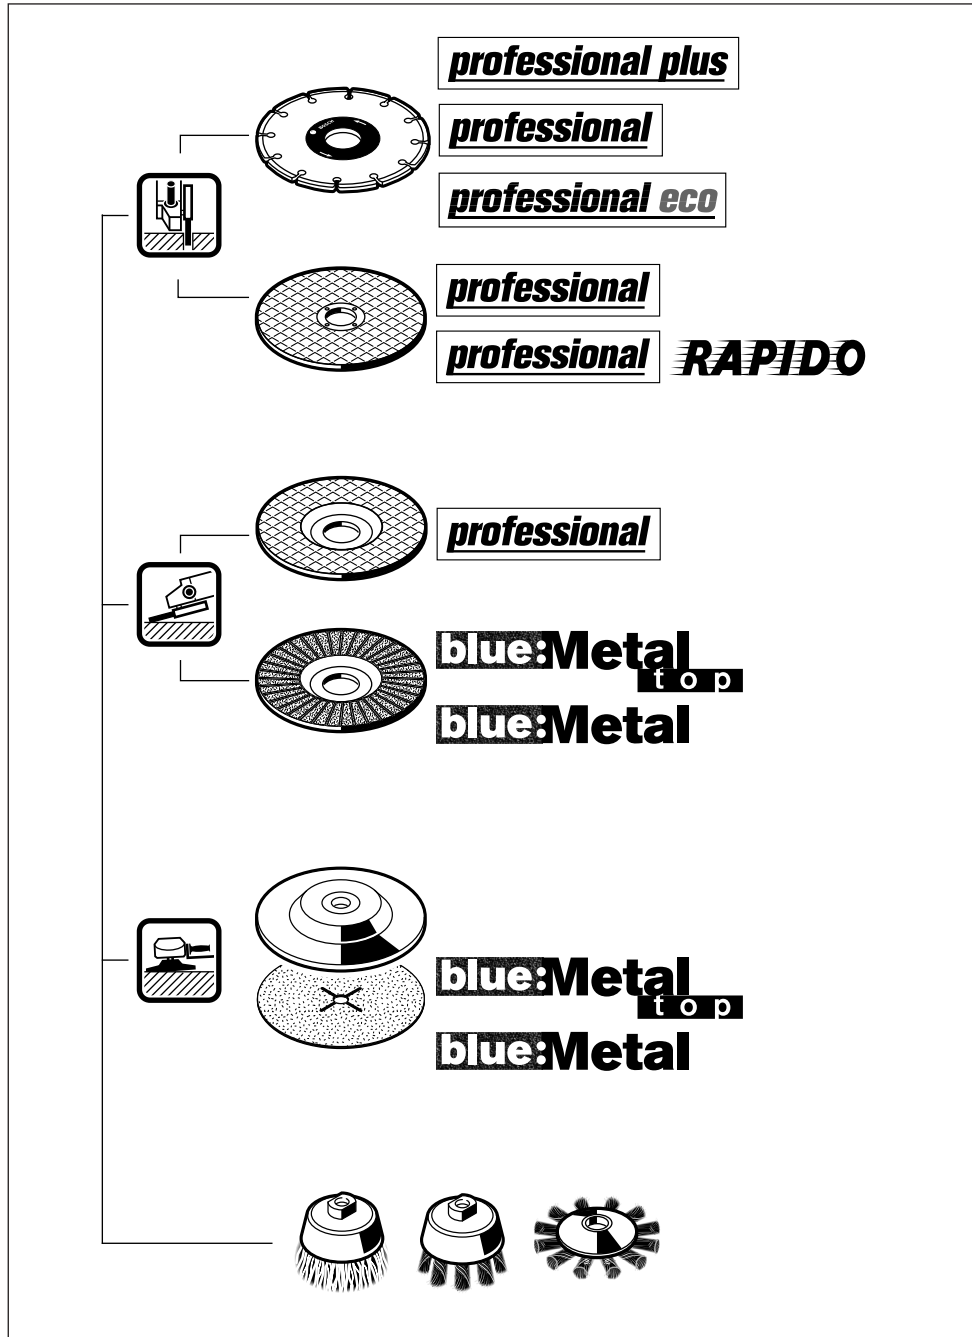 professional plus
BOSCH
professional
professional eco
professional
professional RAPIDO
professional
blue:Metal
top
blue:Metal
blue:Metal
top
blue:Metal